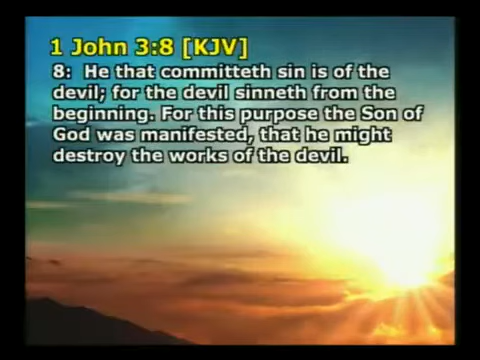 1 John 3:8 [KJV]
8: He that committeth sin is of the
devil; for the devil sinneth from the
beginning. For this purpose the Son of
God was manifested, that he might
destroy the works of the devil.